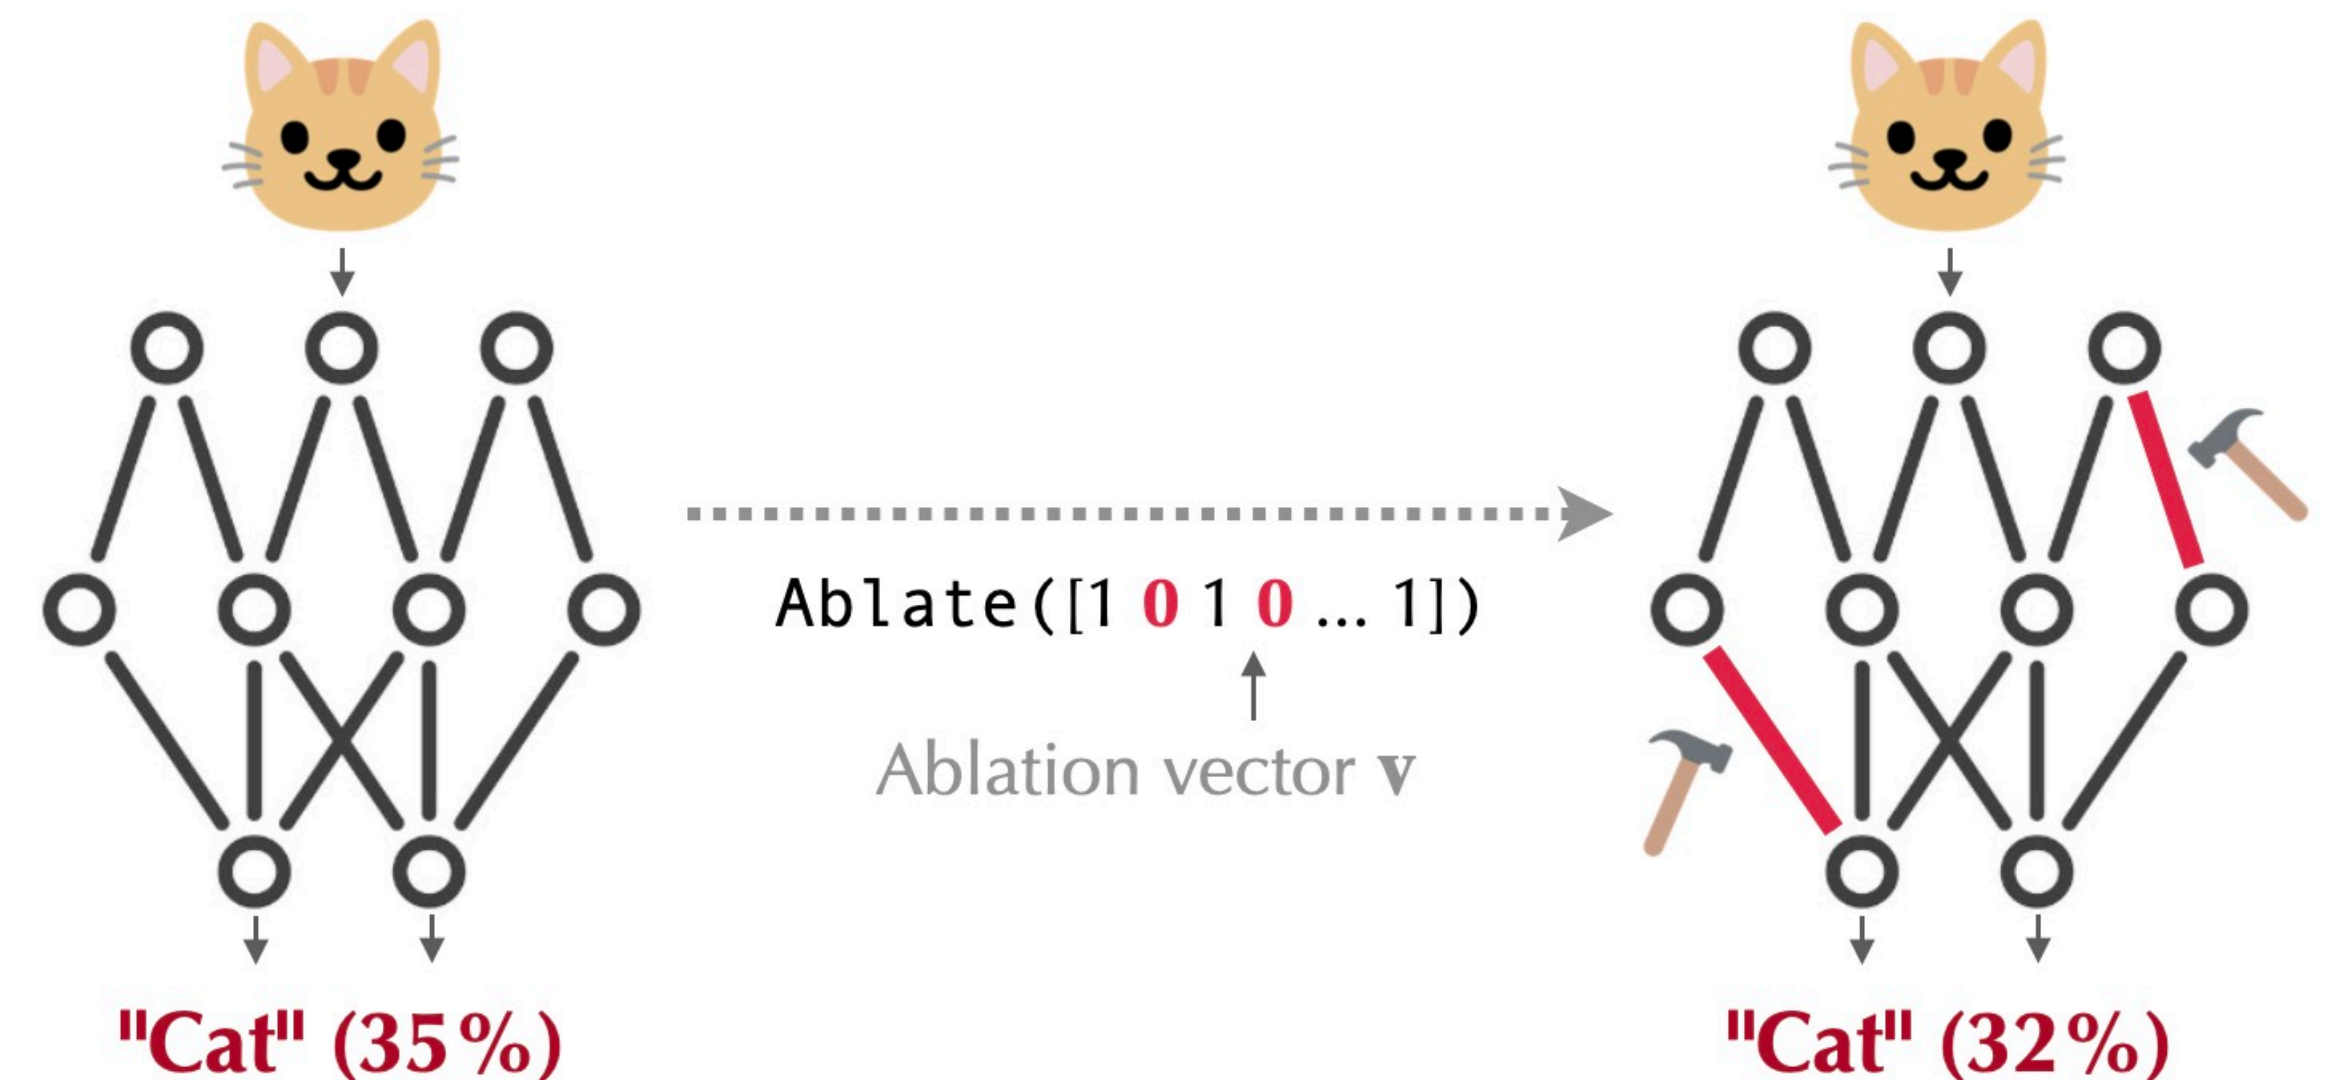 Ablate([1 0 1 0 ... 1])
Ablation vector v
"Cat" (35%)
"Cat" (32%)